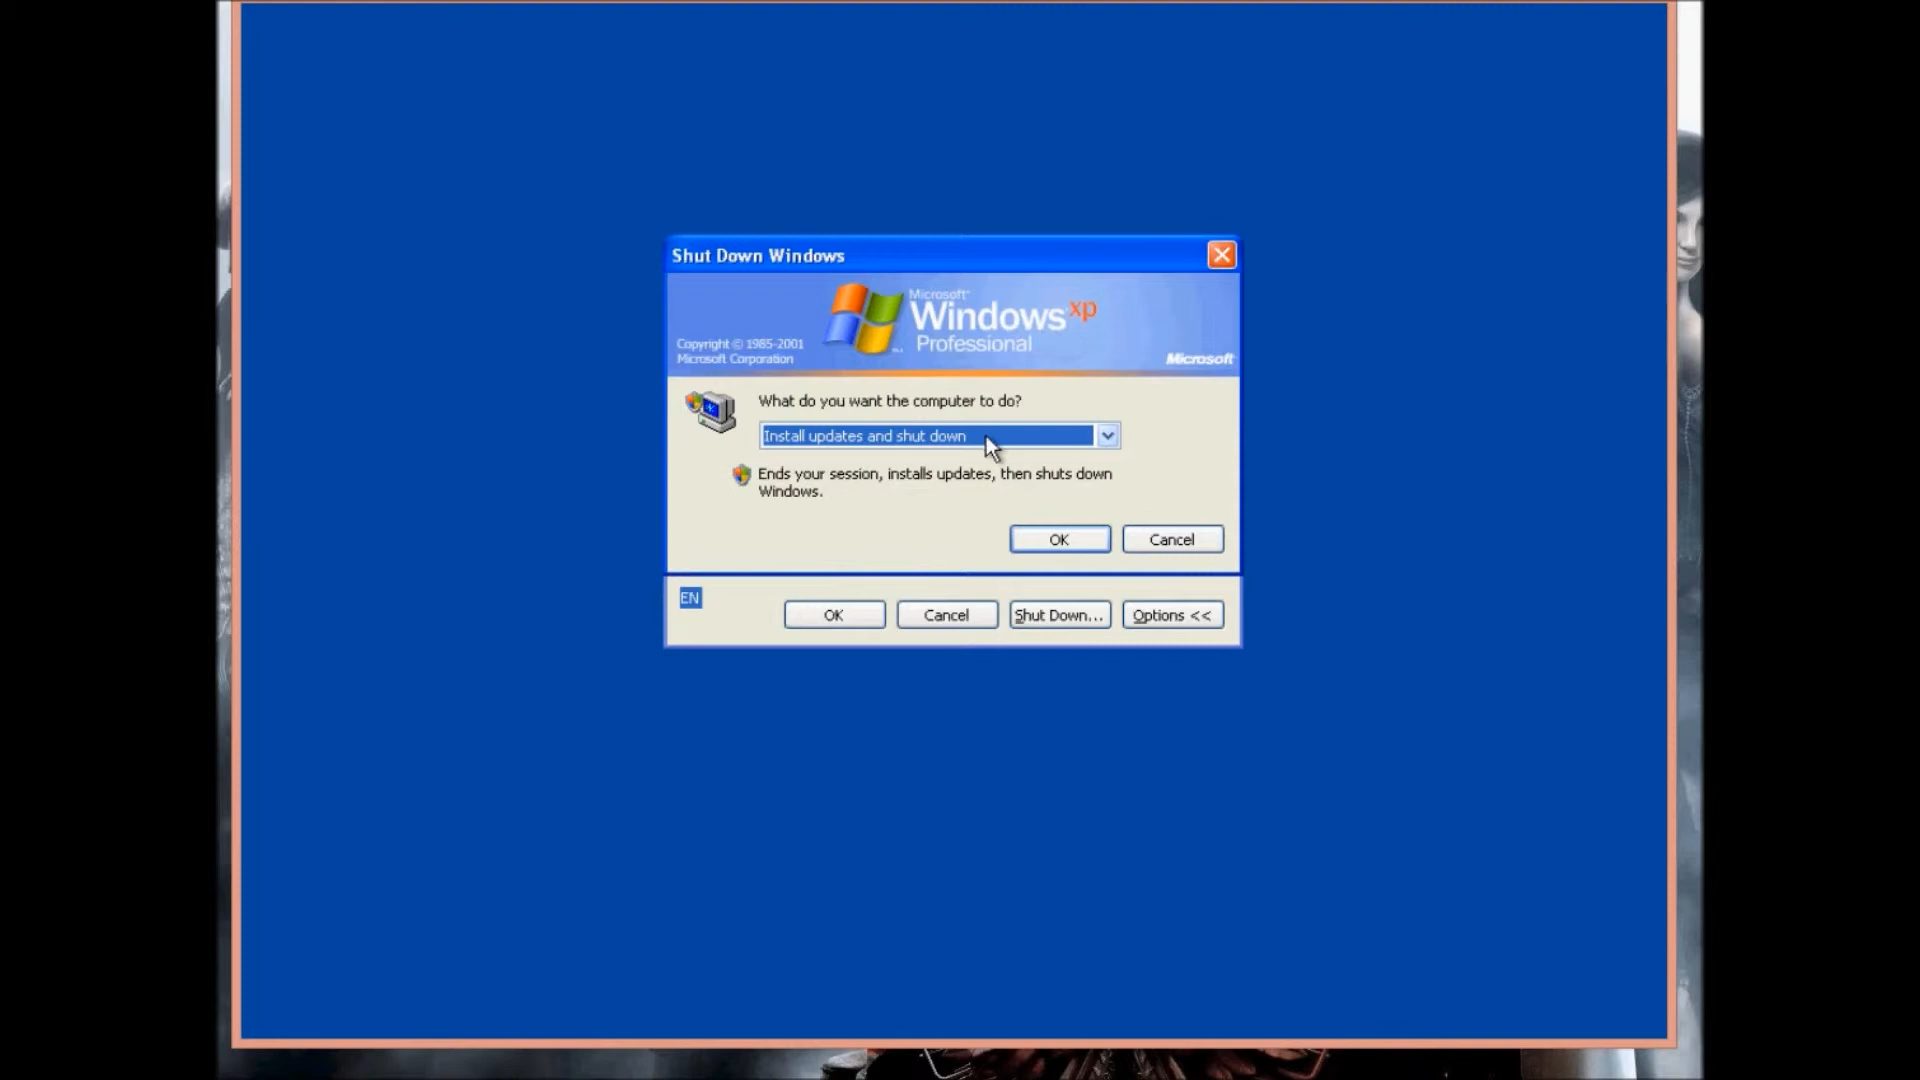 Shut Down Windows
Microsoft
Windows xp
Professional
Copyright © 1985-2001
Microsoft Corporation
Microsoft
What do you want the computer to do?
Install updates and shut down
Ends your session, installs updates, then shuts down
Windows.
OK Cancel
EN
OK Cancel Shut Down... Options <<